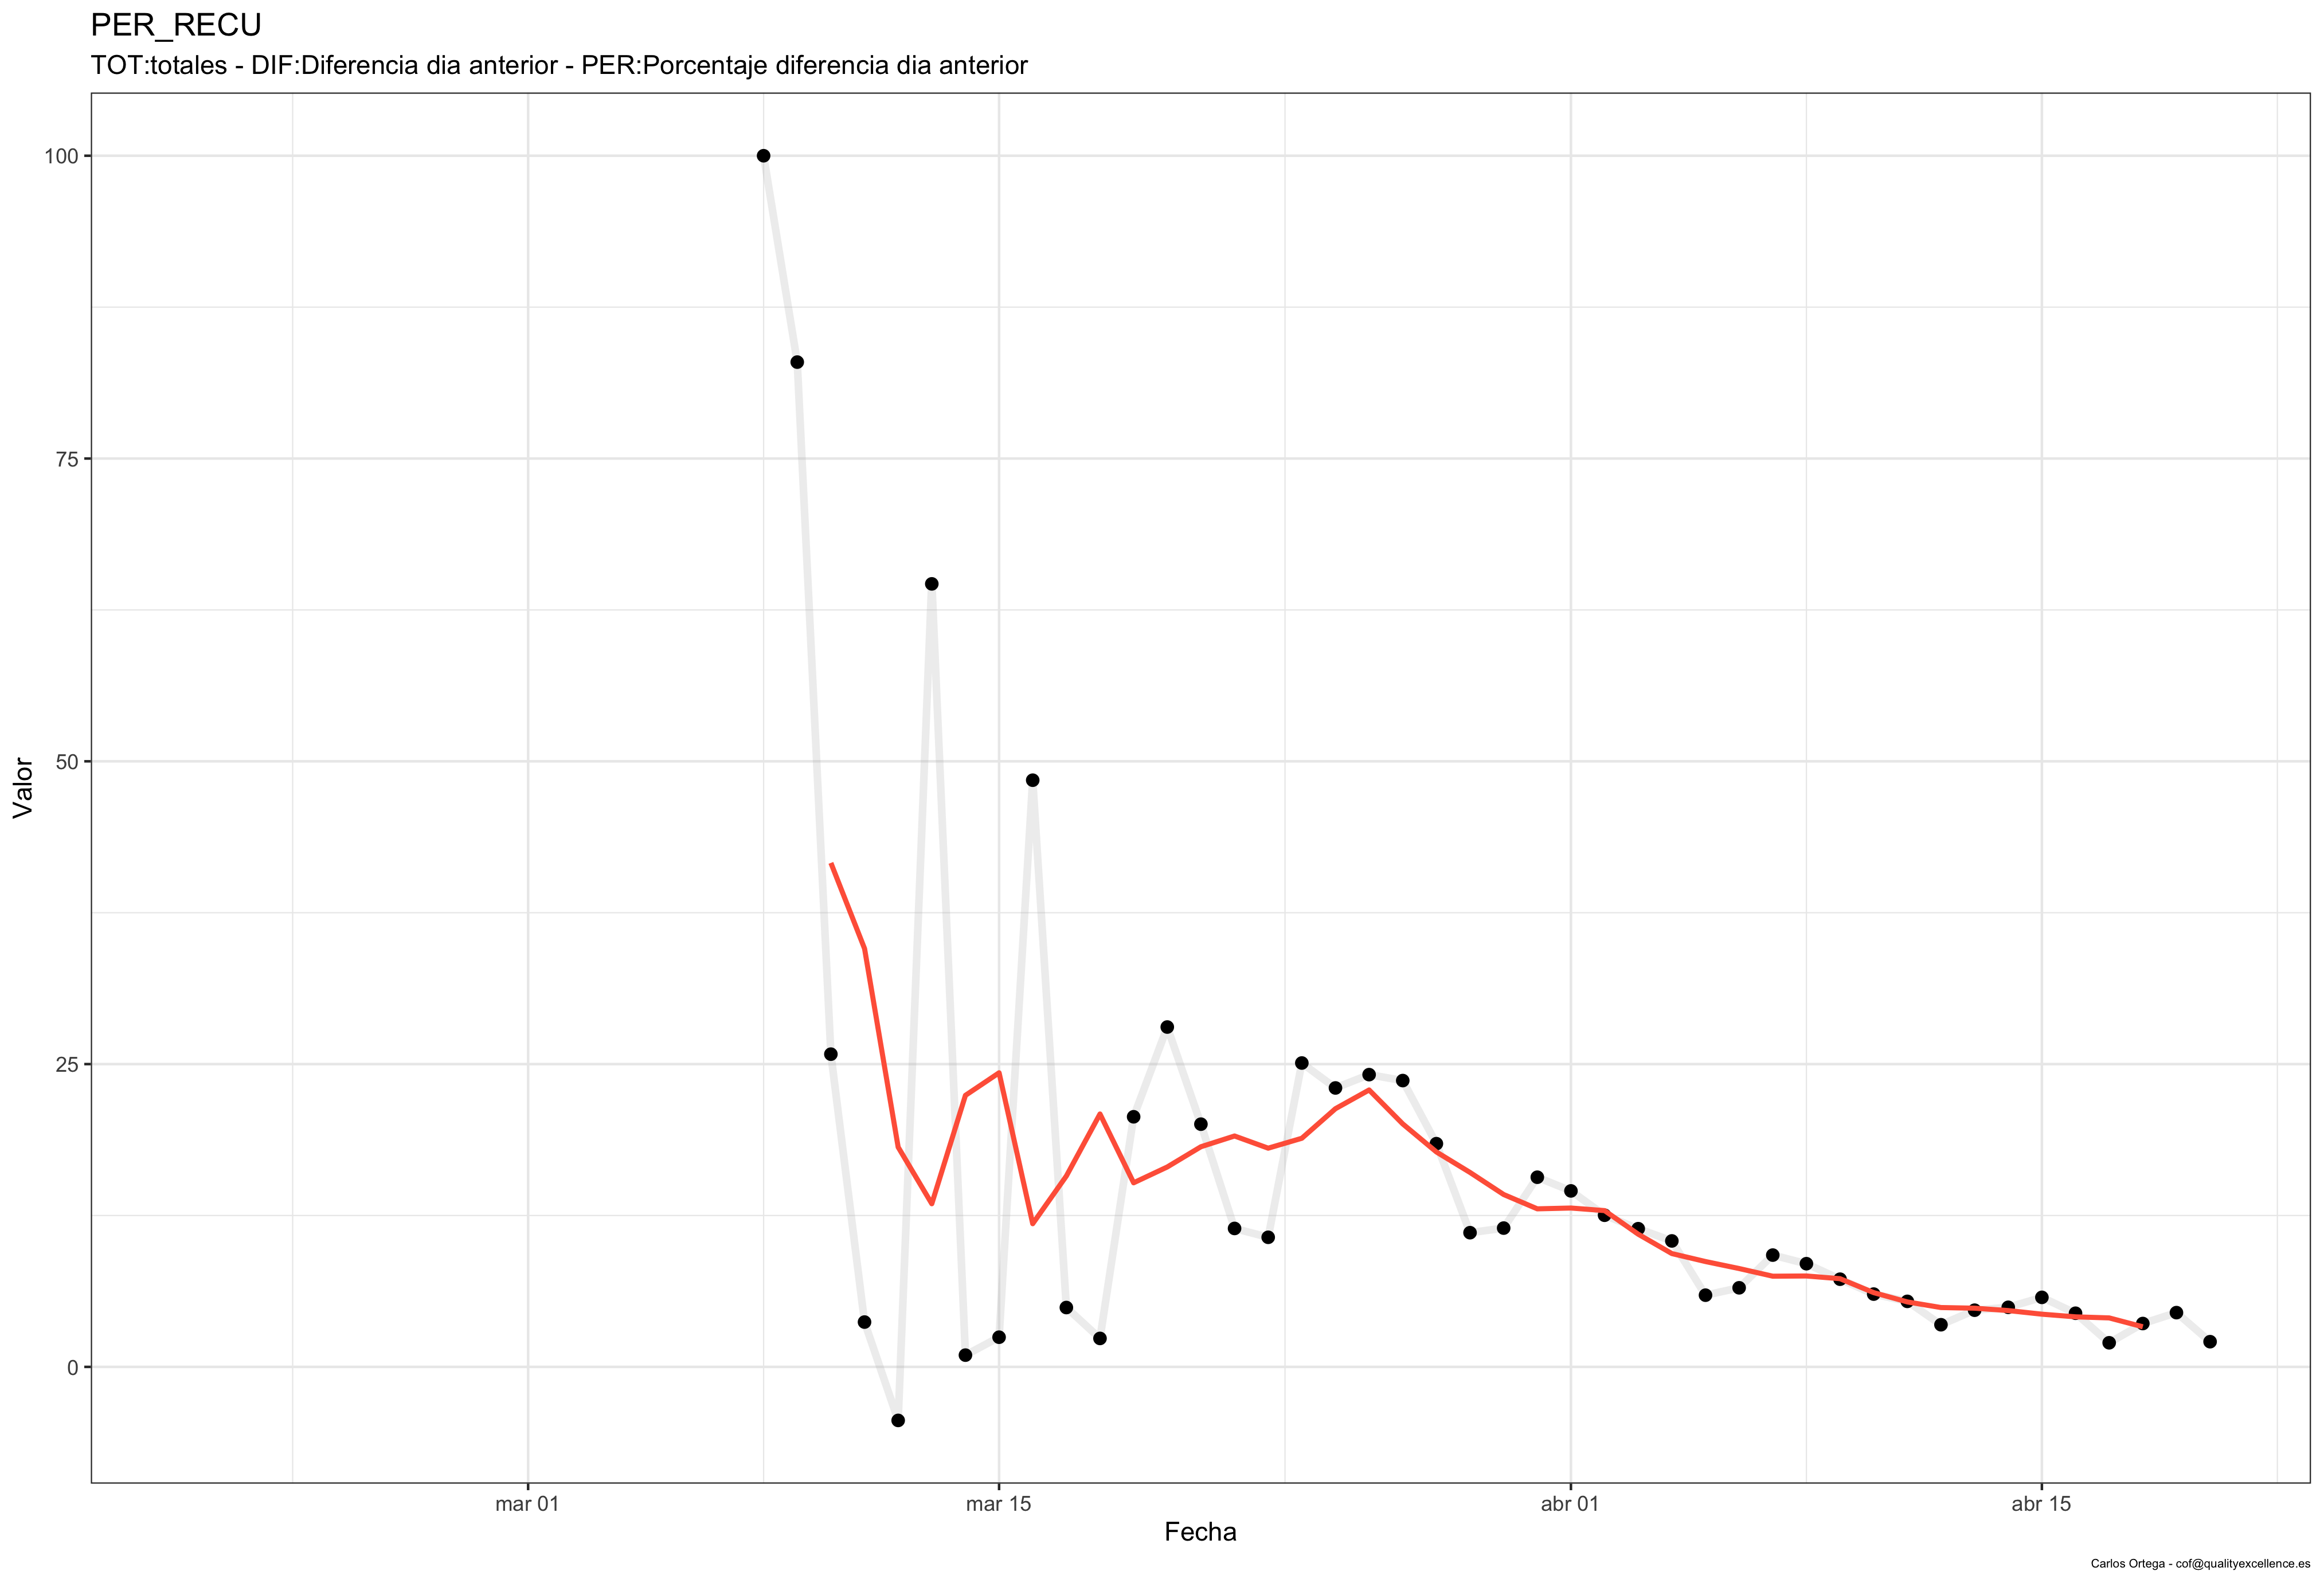 PER_RECU
TOT:totales - DIF:Diferencia dia anterior - PER:Porcentaje diferencia dia anterior
100
75
50
25
0
Valor
mar 01
mar 15
abr 01
abr 15
Fecha
Carlos Ortega - cof@qualityexcellence.es